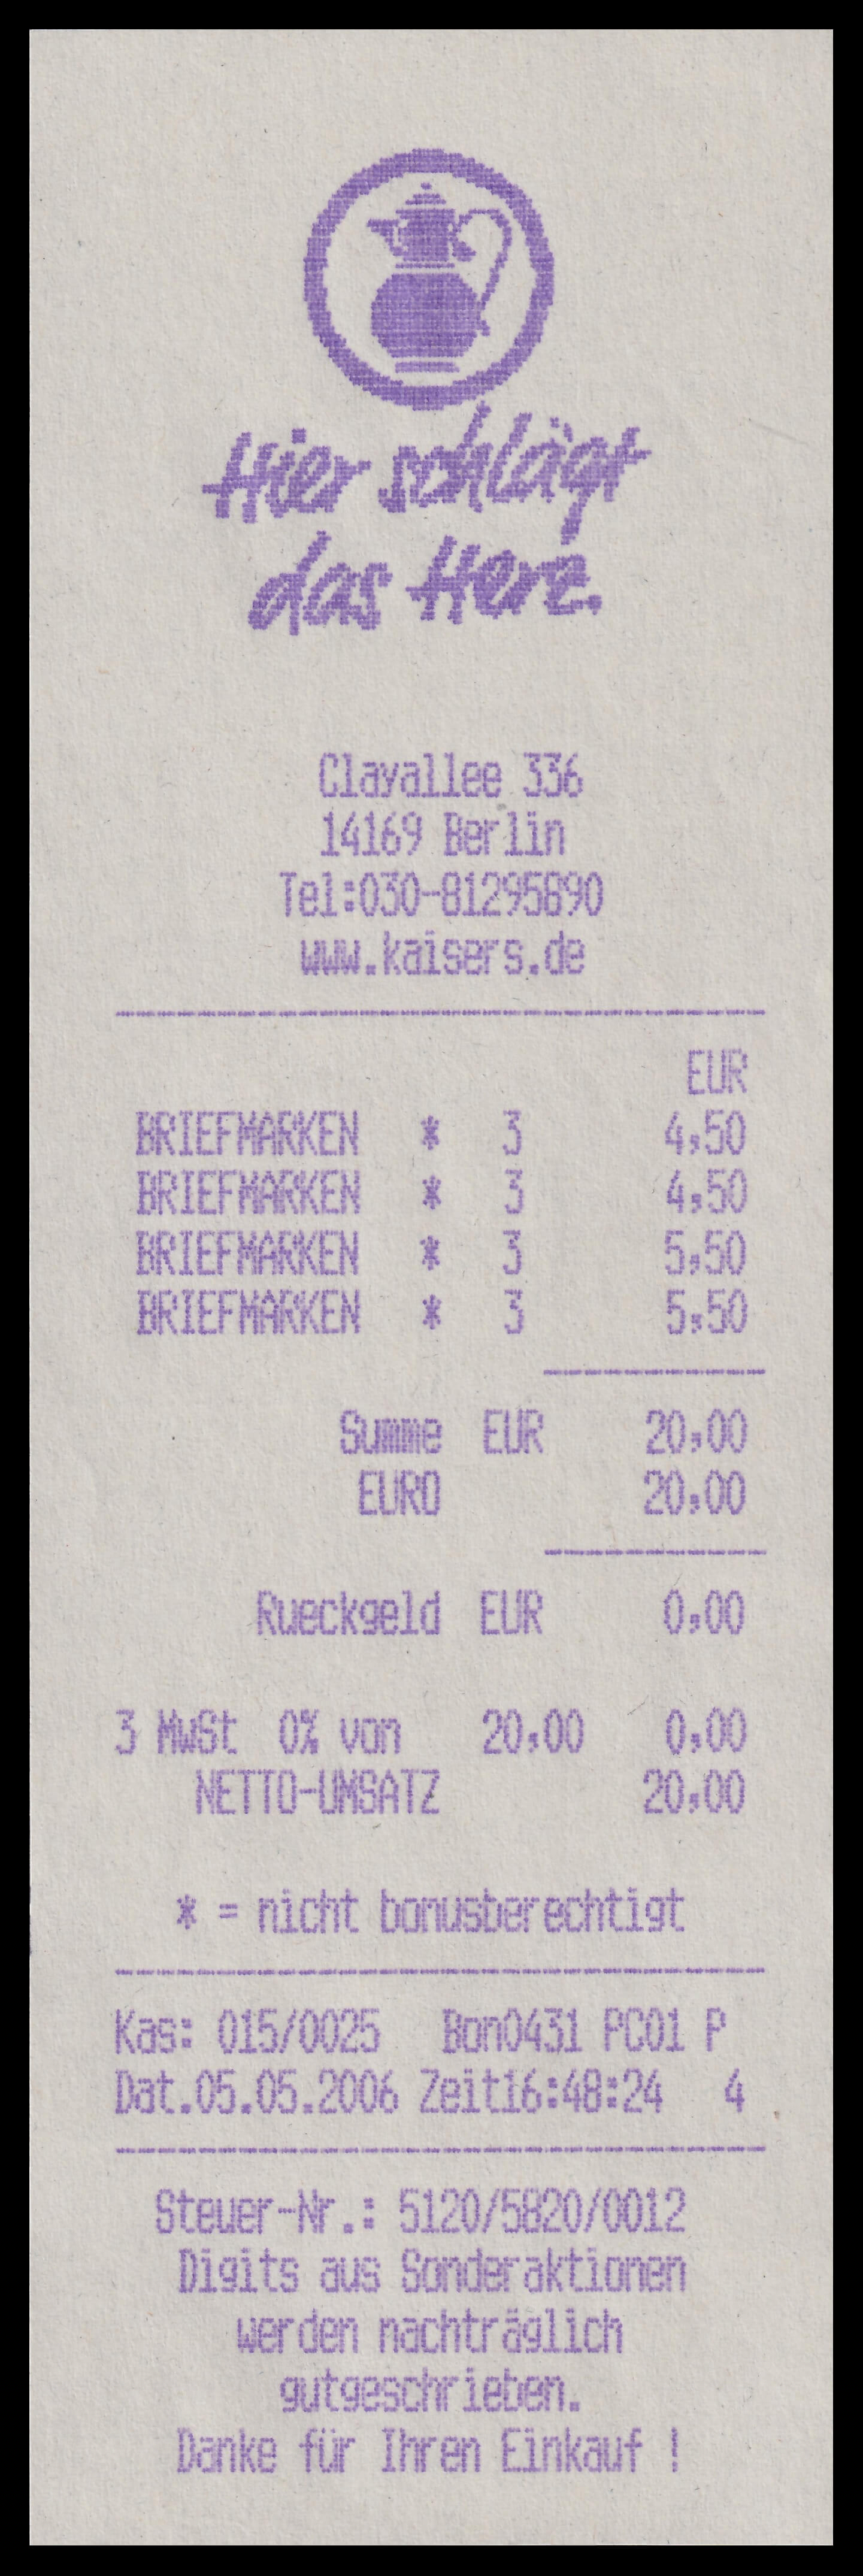 Hier schlägt
das Herz.
Clayallee 336
14169 Berlin
Tel:030-81295890
www.kaisers.de
EUR
BRIEFMARKEN * 3 4,50
BRIEFMARKEN * 3 4,50
BRIEFMARKEN * 3 5,50
BRIEFMARKEN * 3 5,50
Summe EUR 20,00
EURO 20,00
Rueckgeld EUR 0,00
3 MwSt 0% von 20,00 0,00
NETTO-UMSATZ 20,00
* = nicht bonusberechtigt
Kas: 015/0025 Bon0431 PC01 P
Dat.05.05.2006 Zeit16:48:24 4
Steuer-Nr.: 5120/5820/0012
Digits aus Sonderaktionen
werden nachträglich
gutgeschrieben.
Danke für Ihren Einkauf !